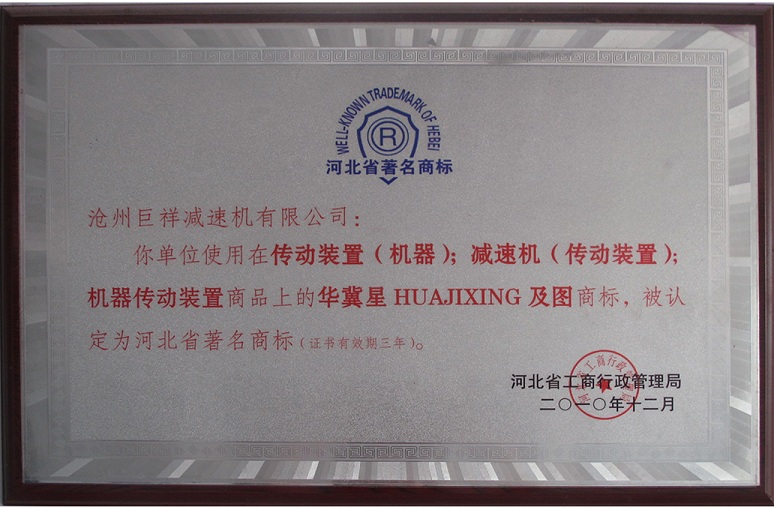 WELL-KNOWN TRADEMARK OF HEBEI
R
河北省著名商标
沧州巨祥减速机有限公司：
你单位使用在传动装置（机器）；减速机（传动装置）；
机器传动装置商品上的华冀星 HUAJIXING 及图商标，被认
定为河北省著名商标（证书有效期三年）。
河北省工商行政管理局
二〇一〇年十二月